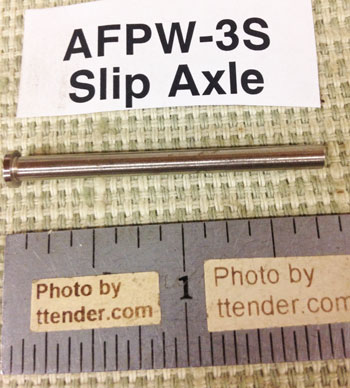 AFPW-3S
Slip Axle
Photo by
ttender.com
1
Photo by
ttender.com